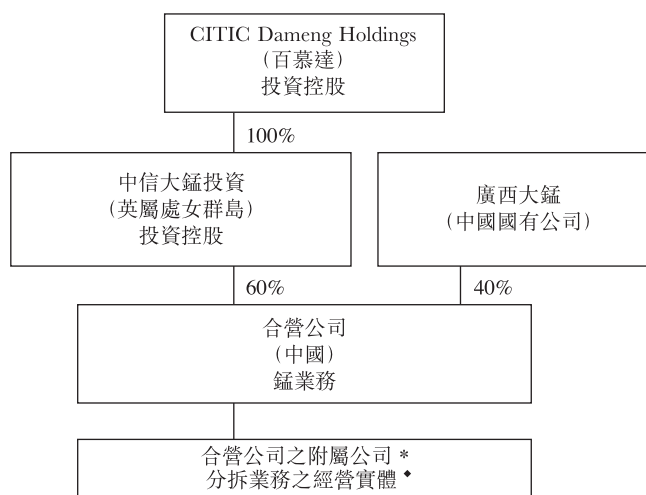 CITIC Dameng Holdings
（百慕達）
投資控股
100%
中信大錳投資
（英屬處女群島）
投資控股
廣西大錳
（中國國有公司）
60%
40%
合營公司
（中國）
錳業務
合營公司之附屬公司 *
分拆業務之經營實體 ◆